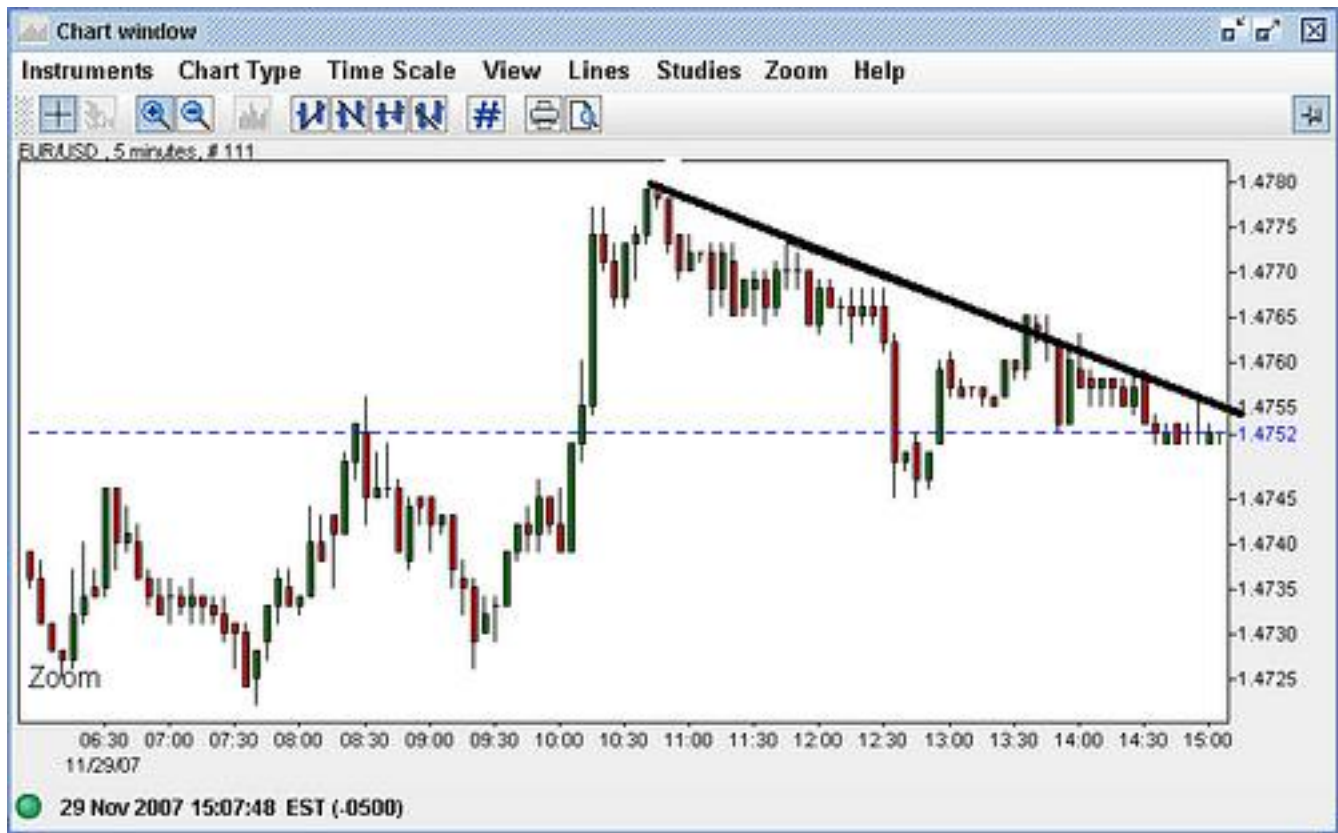 Chart window
Instruments Chart Type Time Scale View Lines Studies Zoom Help
EUR/USD , 5 minutes, # 111
1.4780
1.4775
1.4770
1.4765
1.4760
1.4755
1.4752
1.4745
1.4740
1.4735
1.4730
1.4725
Zoom
06:30 07:00 07:30 08:00 08:30 09:00 09:30 10:00 10:30 11:00 11:30 12:00 12:30 13:00 13:30 14:00 14:30 15:00
11/29/07
29 Nov 2007 15:07:48 EST (-0500)